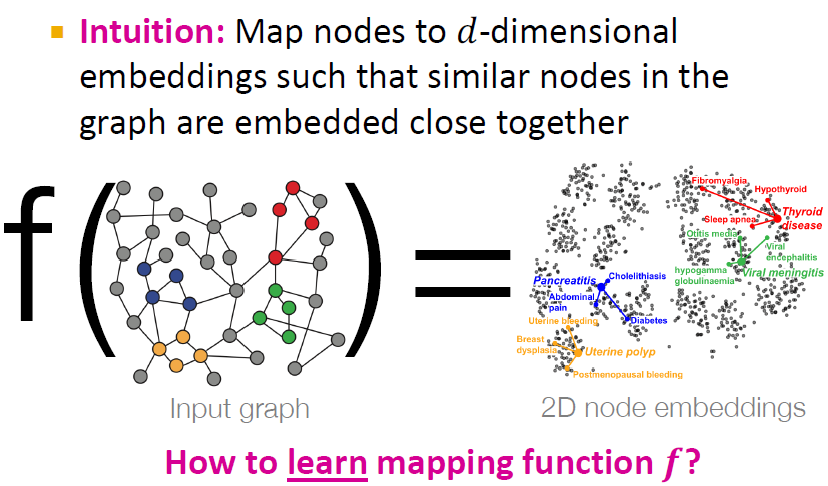 Intuition: Map nodes to d-dimensional
embeddings such that similar nodes in the
graph are embedded close together
f( ) =
Fibromyalgia
Hypothyroid
Sleep apnea
Thyroid
disease
Otitis media
Viral
encephalitis
hypogamma
globulinaemia
Viral meningitis
Pancreatitis
Cholelithiasis
Abdominal
pain
Diabetes
Uterine bleeding
Breast
dysplasia
Uterine polyp
Postmenopausal bleeding
Input graph
2D node embeddings
How to learn mapping function f?